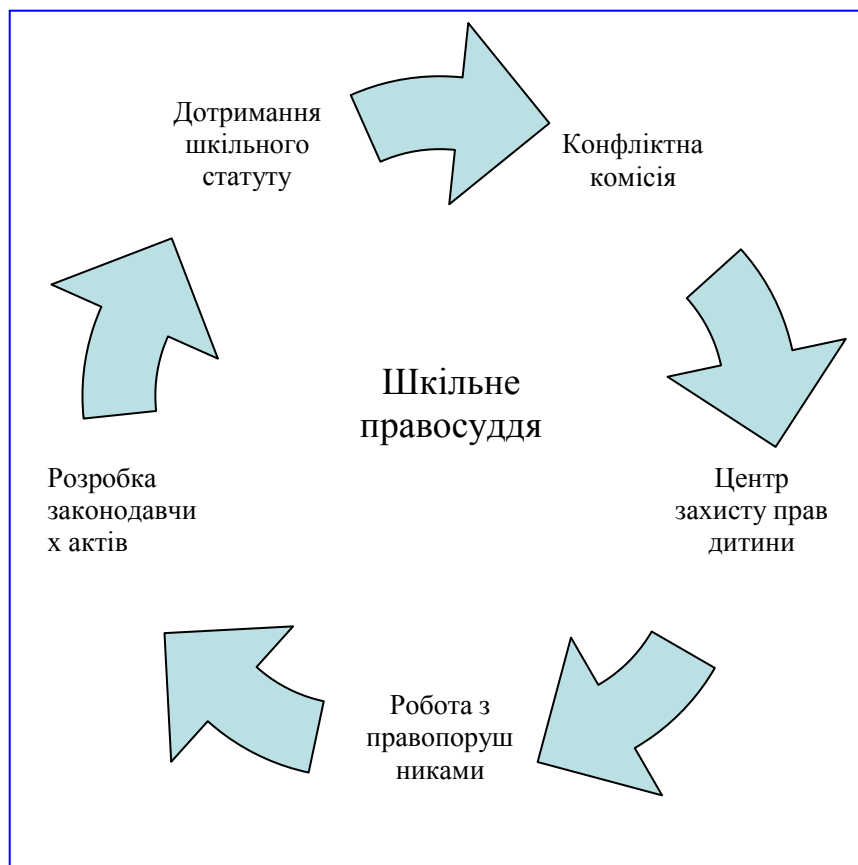 Дотримання
шкільного
статуту
Конфліктна
комісія
Шкільне
правосуддя
Розробка
законодавчи
х актів
Центр
захисту прав
дитини
Робота з
правопоруш
никами